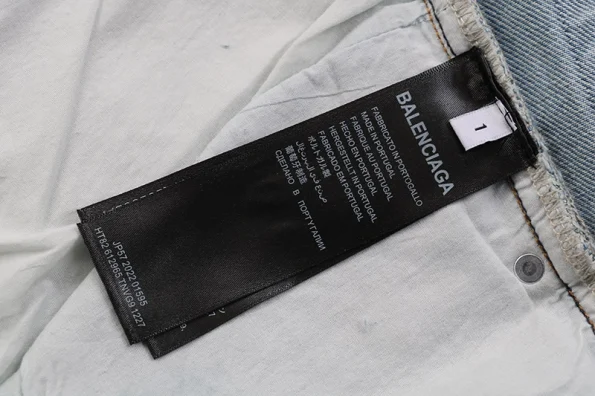 BALENCIAGA
1
FABBRICATO IN PORTOGALLO
MADE IN PORTUGAL
FABRIQUE AU PORTUGAL
HECHO EN PORTUGAL
HERGESTELLT IN PORTUGAL
FABRICADO EM PORTUGAL
ポルトガル製
葡萄牙制造
СДЕЛАНО В ПОРТУГАЛИИ
JP57 2022 01595
HT82 612965 TNVG9 1227